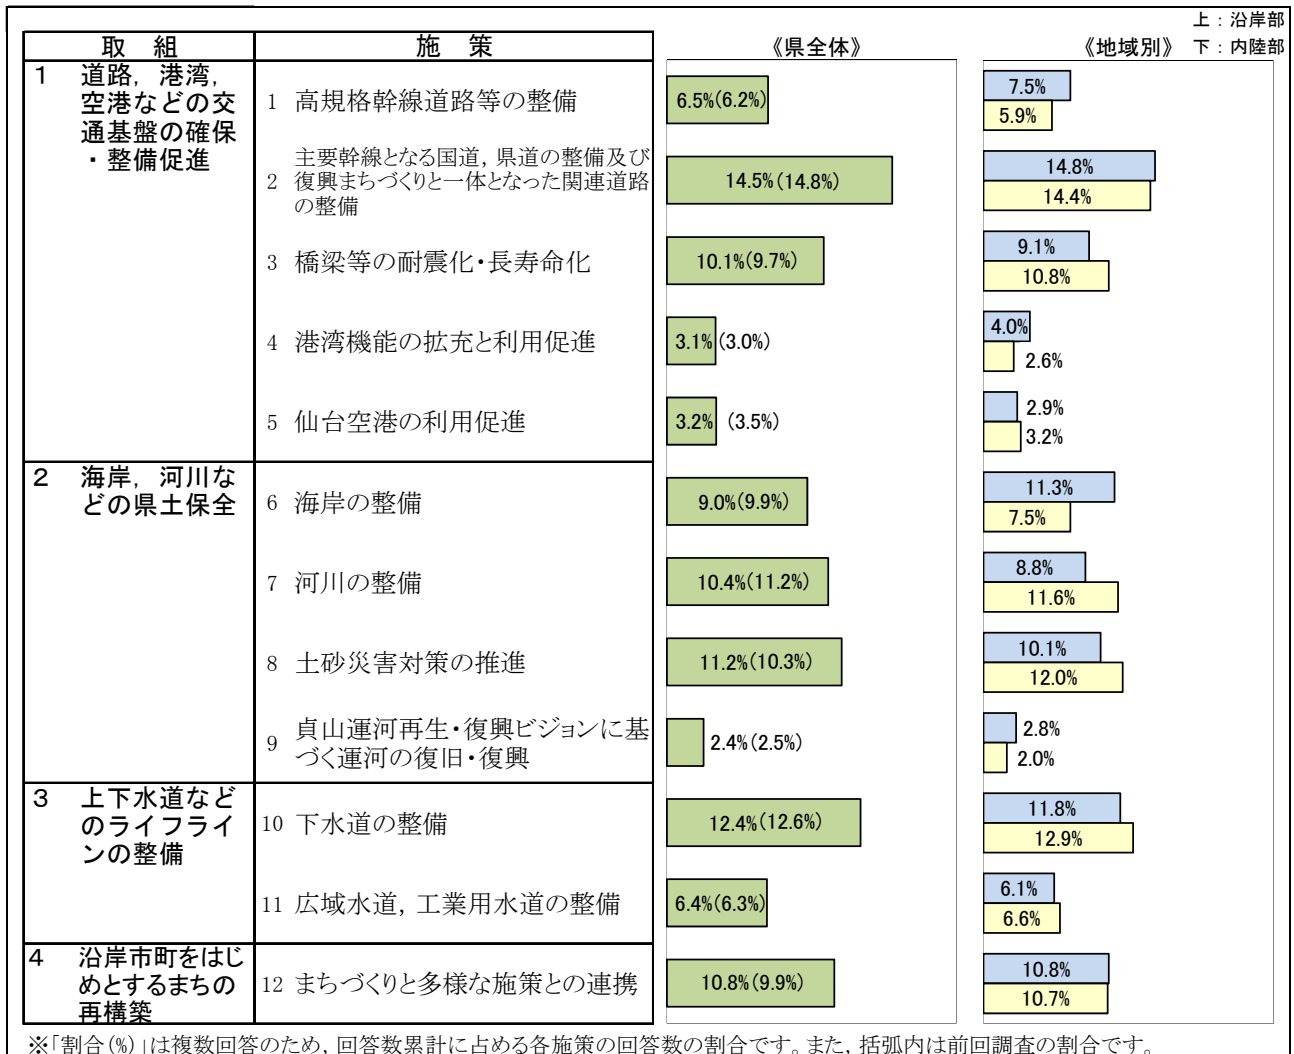 上：沿岸部
取　組
施　策
《県全体》
《地域別》
下：内陸部
1
道路，港湾，
空港などの交
通基盤の確保
・整備促進
1 高規格幹線道路等の整備
6.5%(6.2%)
7.5%
5.9%
主要幹線となる国道，県道の整備及び
2 復興まちづくりと一体となった関連道路
の整備
14.5%(14.8%)
14.8%
14.4%
3 橋梁等の耐震化・長寿命化
10.1%(9.7%)
9.1%
10.8%
4 港湾機能の拡充と利用促進
3.1%(3.0%)
4.0%
2.6%
5 仙台空港の利用促進
3.2% (3.5%)
2.9%
3.2%
2
海岸，河川な
どの県土保全
6 海岸の整備
9.0%(9.9%)
11.3%
7.5%
7 河川の整備
10.4%(11.2%)
8.8%
11.6%
8 土砂災害対策の推進
11.2%(10.3%)
10.1%
12.0%
9
貞山運河再生・復興ビジョンに基
づく運河の復旧・復興
2.4%(2.5%)
2.8%
2.0%
3
上下水道など
のライフライ
ンの整備
10 下水道の整備
12.4%(12.6%)
11.8%
12.9%
11 広域水道，工業用水道の整備
6.4%(6.3%)
6.1%
6.6%
4
沿岸市町をはじ
めとするまちの
再構築
12 まちづくりと多様な施策との連携
10.8%(9.9%)
10.8%
10.7%
※「割合(%)」は複数回答のため，回答数累計に占める各施策の回答数の割合です。また，括弧内は前回調査の割合です。